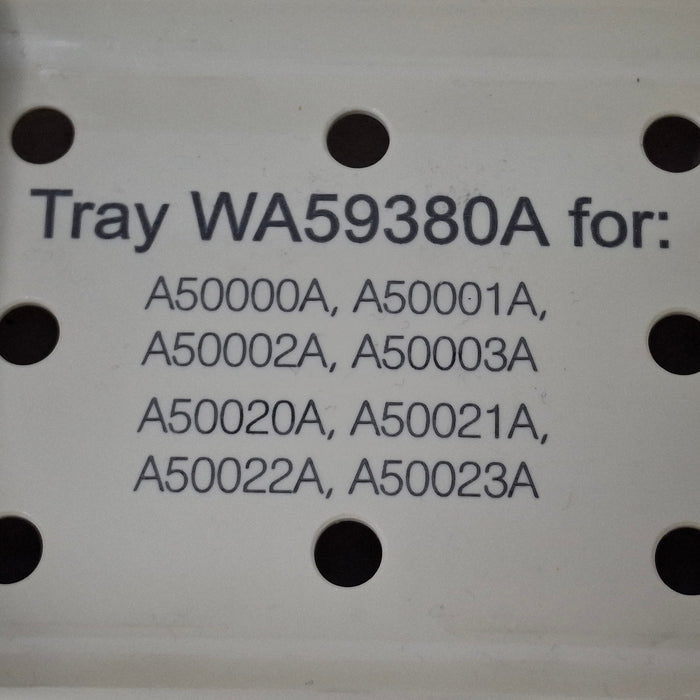 Tray WA59380A for:
A50000A, A50001A,
A50002A, A50003A
A50020A, A50021A,
A50022A, A50023A